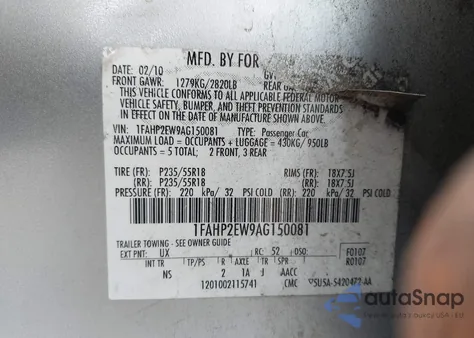 MFD. BY FOR
DATE: 02/10
FRONT GAWR: 1279KG/2820LB REAR
THIS VEHICLE CONFORMS TO ALL APPLICABLE FEDERAL MOTOR
VEHICLE SAFETY, BUMPER, AND THEFT PREVENTION STANDARDS
IN EFFECT ON THE DATE OF MANUFACTURE SHOWN ABOVE.
VIN: 1FAHP2EW9AG150081 TYPE: Passenger Car
MAXIMUM LOAD = OCCUPANTS + LUGGAGE = 430KG/ 950LB
OCCUPANTS = 5 TOTAL: 2 FRONT, 3 REAR
TIRE (FR) P235/55R18 RIMS (FR) 18X7.5J
(RR) P235/55R18 (RR) 18X7.5J
PRESSURE (FR) 220 kPa/ 32 PSI COLD (RR) 220 kPa/ 32 PSI COLD
1FAHP2EW9AG150081
TRAILER TOWING - SEE OWNER GUIDE
EXT PNT: UX RC: 52 DSO: F0107
R0107
INT TR TP/PS R AXLE TR SPR
NS 2 1A J AACC
1201002115741 CMC
autoSnap